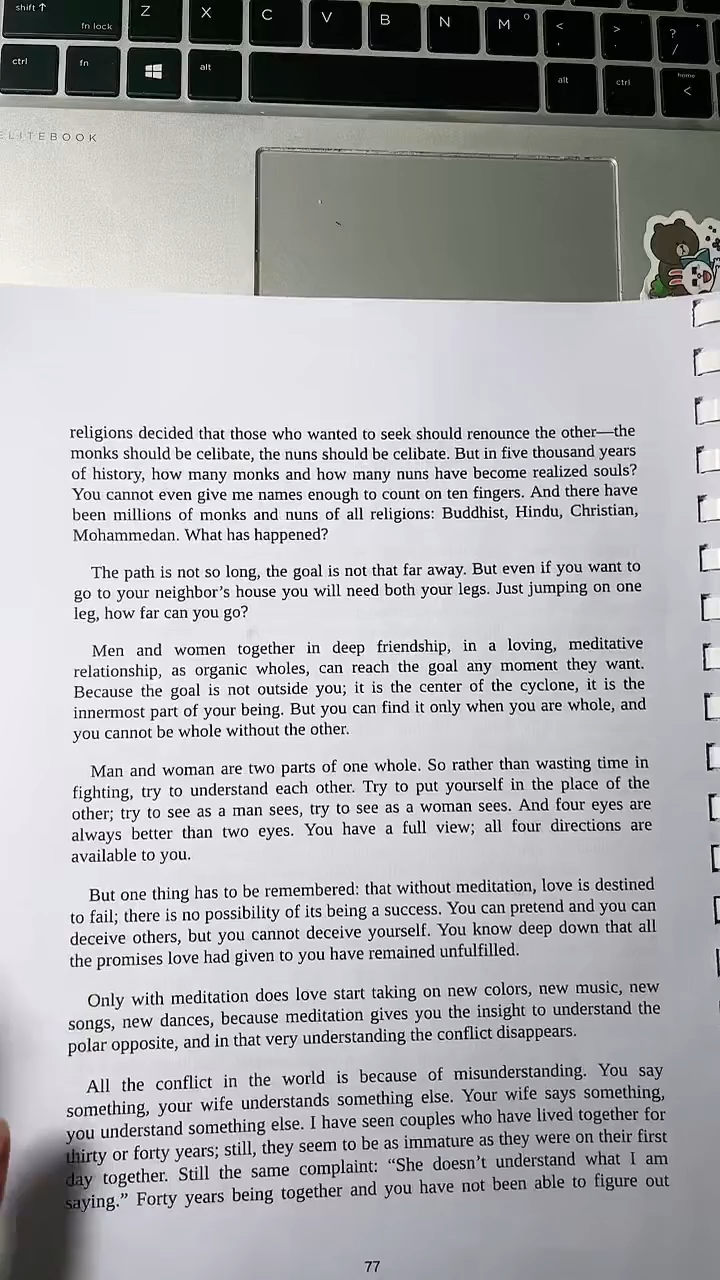 shift ↑
fn lock
Z
X
C
V
B
N
M
<
>
?
/
ctrl
fn
alt
alt
ctrl
home
<
ELITEBOOK
religions decided that those who wanted to seek should renounce the other—the
monks should be celibate, the nuns should be celibate. But in five thousand years
of history, how many monks and how many nuns have become realized souls?
You cannot even give me names enough to count on ten fingers. And there have
been millions of monks and nuns of all religions: Buddhist, Hindu, Christian,
Mohammedan. What has happened?
The path is not so long, the goal is not that far away. But even if you want to
go to your neighbor's house you will need both your legs. Just jumping on one
leg, how far can you go?
Men and women together in deep friendship, in a loving, meditative
relationship, as organic wholes, can reach the goal any moment they want.
Because the goal is not outside you; it is the center of the cyclone, it is the
innermost part of your being. But you can find it only when you are whole, and
you cannot be whole without the other.
Man and woman are two parts of one whole. So rather than wasting time in
fighting, try to understand each other. Try to put yourself in the place of the
other; try to see as a man sees, try to see as a woman sees. And four eyes are
always better than two eyes. You have a full view; all four directions are
available to you.
But one thing has to be remembered: that without meditation, love is destined
to fail; there is no possibility of its being a success. You can pretend and you can
deceive others, but you cannot deceive yourself. You know deep down that all
the promises love had given to you have remained unfulfilled.
Only with meditation does love start taking on new colors, new music, new
songs, new dances, because meditation gives you the insight to understand the
polar opposite, and in that very understanding the conflict disappears.
All the conflict in the world is because of misunderstanding. You say
something, your wife understands something else. Your wife says something,
you understand something else. I have seen couples who have lived together for
thirty or forty years; still, they seem to be as immature as they were on their first
day together. Still the same complaint: “She doesn't understand what I am
saying.” Forty years being together and you have not been able to figure out
77